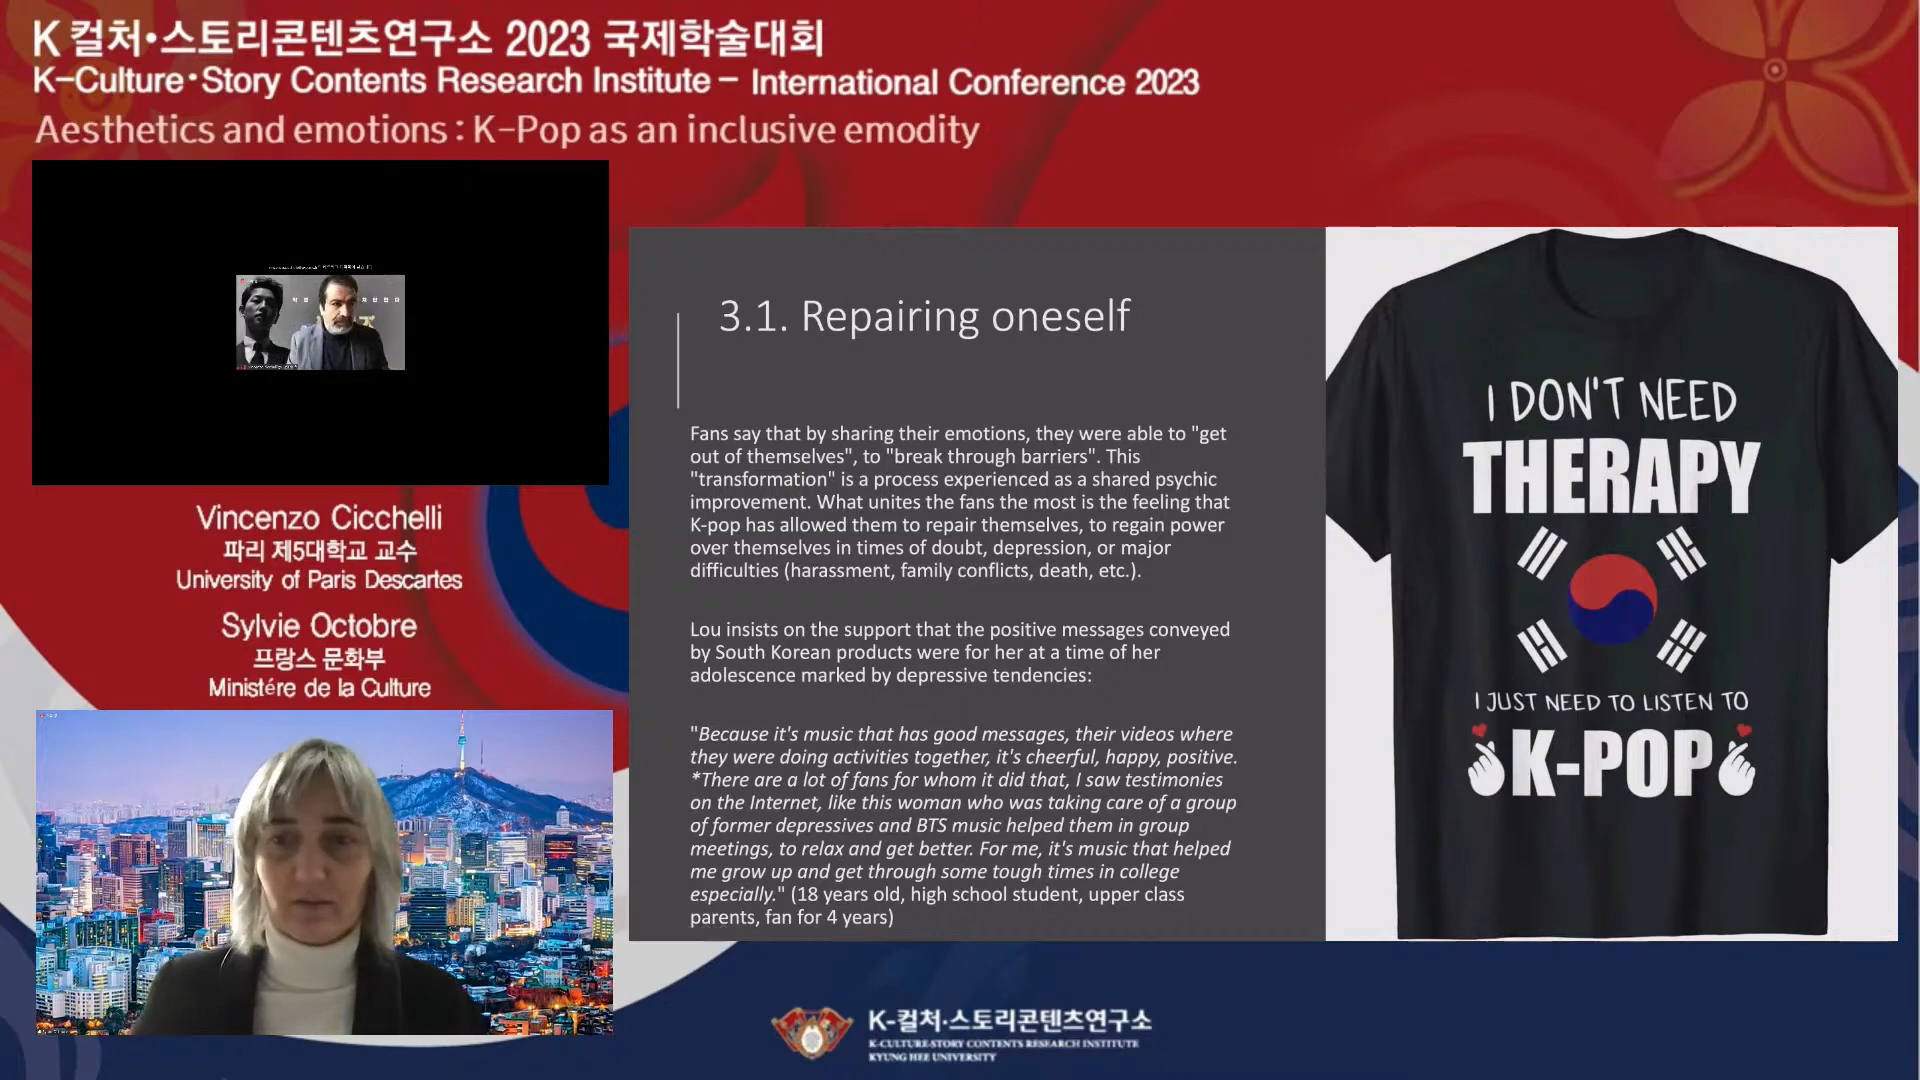 K 컬처•스토리콘텐츠연구소 2023 국제학술대회
K-Culture•Story Contents Research Institute - International Conference 2023
Aesthetics and emotions : K-Pop as an inclusive emodity
Vincenzo Cicchelli
파리 제5대학교 교수
University of Paris Descartes
Sylvie Octobre
프랑스 문화부
Ministére de la Culture
3.1. Repairing oneself
Fans say that by sharing their emotions, they were able to "get
out of themselves", to "break through barriers". This
"transformation" is a process experienced as a shared psychic
improvement. What unites the fans the most is the feeling that
K-pop has allowed them to repair themselves, to regain power
over themselves in times of doubt, depression, or major
difficulties (harassment, family conflicts, death, etc.).
Lou insists on the support that the positive messages conveyed
by South Korean products were for her at a time of her
adolescence marked by depressive tendencies:
"Because it's music that has good messages, their videos where
they were doing activities together, it's cheerful, happy, positive.
*There are a lot of fans for whom it did that, I saw testimonies
on the Internet, like this woman who was taking care of a group
of former depressives and BTS music helped them in group
meetings, to relax and get better. For me, it's music that helped
me grow up and get through some tough times in college
especially." (18 years old, high school student, upper class
parents, fan for 4 years)
I DON'T NEED
THERAPY
I JUST NEED TO LISTEN TO
K-POP
K-컬처•스토리콘텐츠연구소
K-CULTURE•STORY CONTENTS RESEARCH INSTITUTE
KYUNG HEE UNIVERSITY